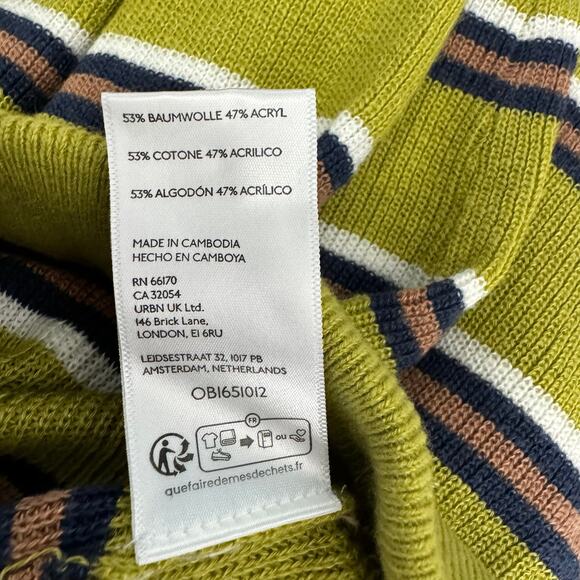 53% BAUMWOLLE 47% ACRYL
53% COTONE 47% ACRILICO
53% ALGODÓN 47% ACRÍLICO
MADE IN CAMBODIA
HECHO EN CAMBOYA
RN 66170
CA 32054
URBN UK Ltd.
146 Brick Lane,
LONDON, E1 6RU
LEIDSESTRAAT 32, 1017 PB
AMSTERDAM, NETHERLANDS
OB1651012
FR
ou
quefairedemesdechets.fr